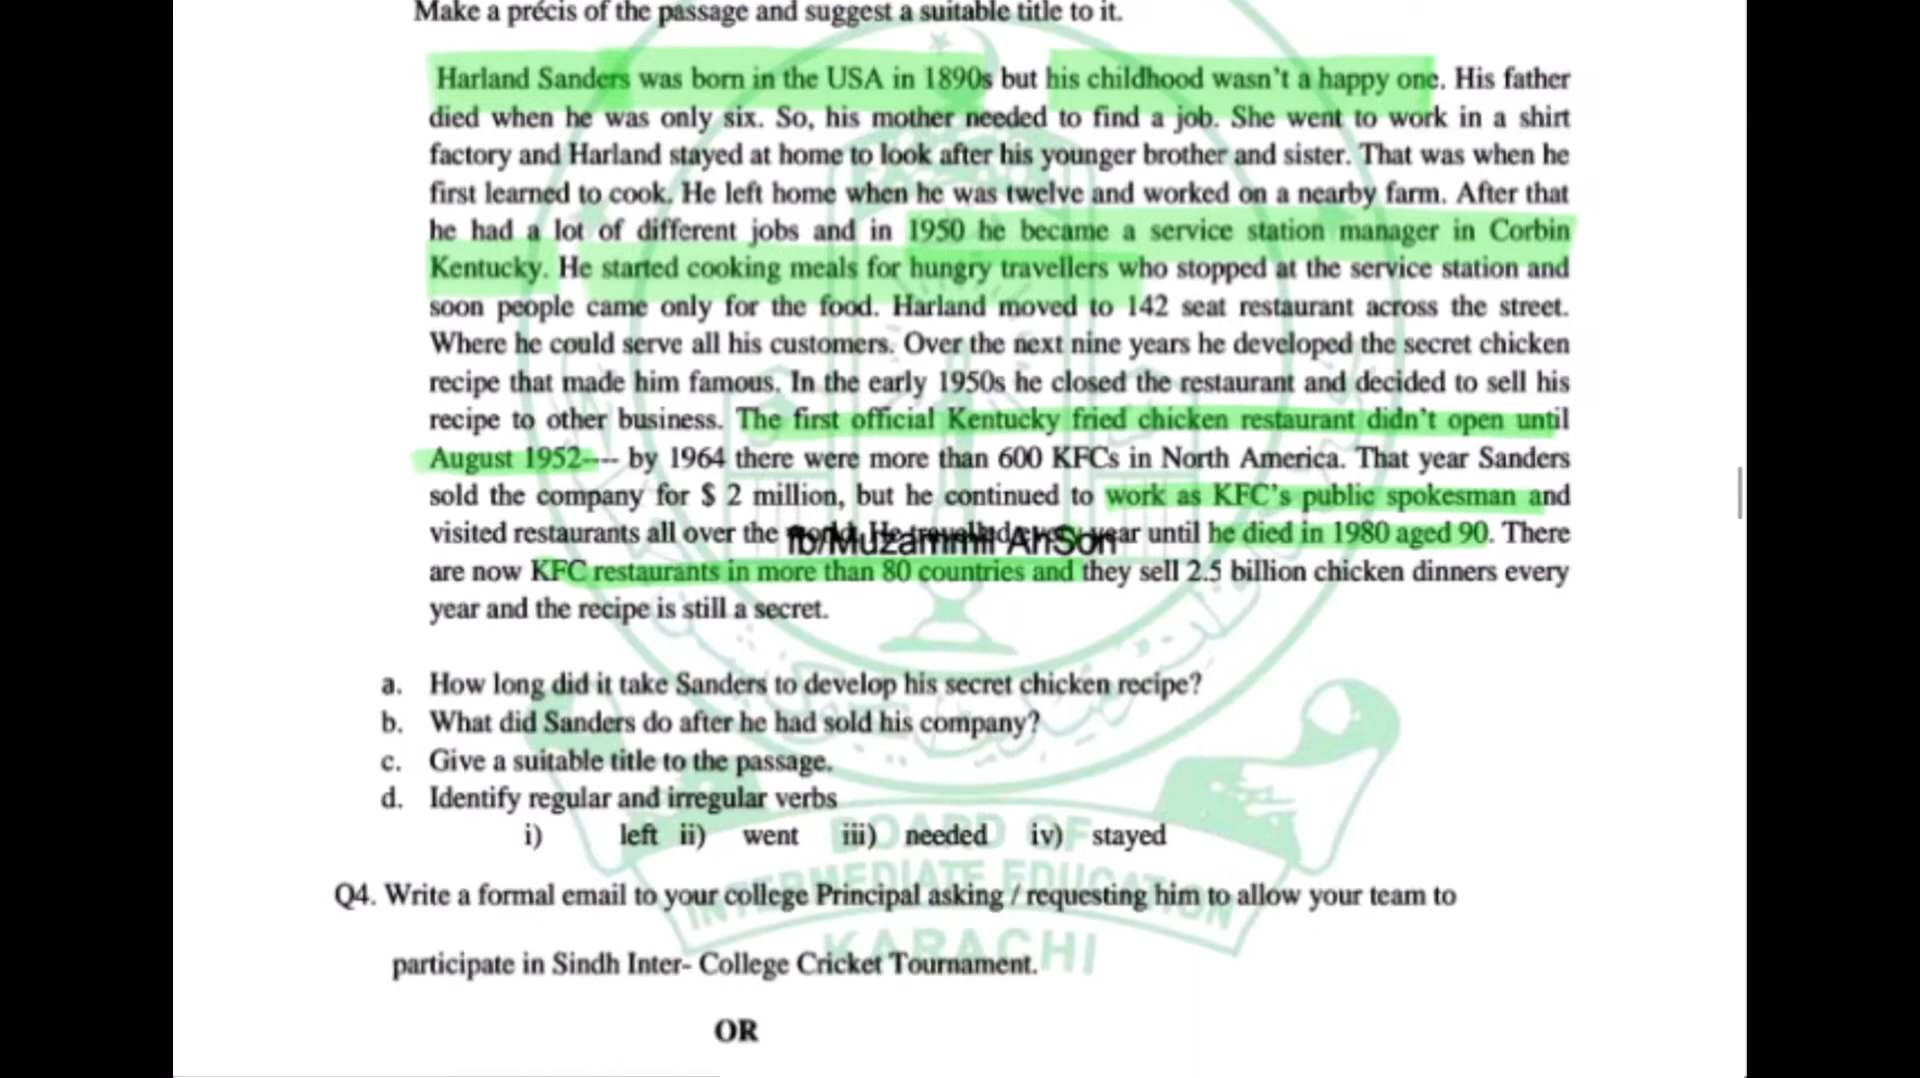 Make a précis of the passage and suggest a suitable title to it.
Harland Sanders was born in the USA in 1890s but his childhood wasn't a happy one. His father
died when he was only six. So, his mother needed to find a job. She went to work in a shirt
factory and Harland stayed at home to look after his younger brother and sister. That was when he
first learned to cook. He left home when he was twelve and worked on a nearby farm. After that
he had a lot of different jobs and in 1950 he became a service station manager in Corbin
Kentucky. He started cooking meals for hungry travellers who stopped at the service station and
soon people came only for the food. Harland moved to 142 seat restaurant across the street.
Where he could serve all his customers. Over the next nine years he developed the secret chicken
recipe that made him famous. In the early 1950s he closed the restaurant and decided to sell his
recipe to other business. The first official Kentucky fried chicken restaurant didn't open until
August 1952---- by 1964 there were more than 600 KFCs in North America. That year Sanders
sold the company for $ 2 million, but he continued to work as KFC's public spokesman and
visited restaurants all over the until he died in 1980 aged 90. There
fb/Muzammil AhSon
are now KFC restaurants in more than 80 countries and they sell 2.5 billion chicken dinners every
year and the recipe is still a secret.
a. How long did it take Sanders to develop his secret chicken recipe?
b. What did Sanders do after he had sold his company?
c. Give a suitable title to the passage.
d. Identify regular and irregular verbs
i) left ii) went iii) needed iv) stayed
BOARD OF
INTERMEDIATE EDUCATION
KARACHI
Q4. Write a formal email to your college Principal asking / requesting him to allow your team to
participate in Sindh Inter- College Cricket Tournament.
OR